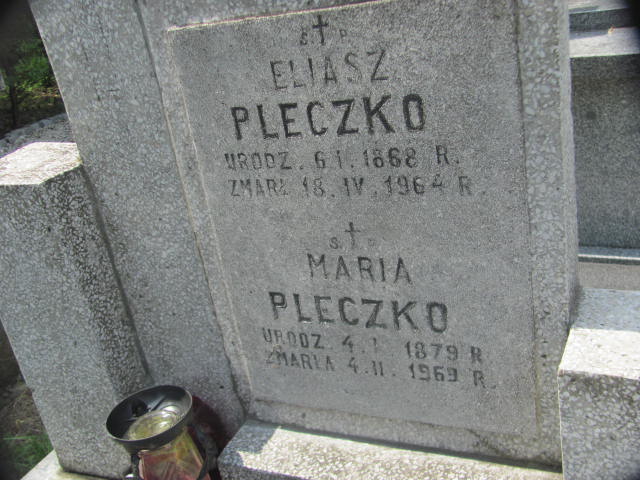 Ś P
ELIASZ
PLECZKO
URODZ. 6 I. 1868 R.
ZMARŁ 18. IV. 1964 R.
Ś P
MARIA
PLECZKO
URODZ. 4. I. 1879 R.
ZMARŁA 4. II. 1969 R.